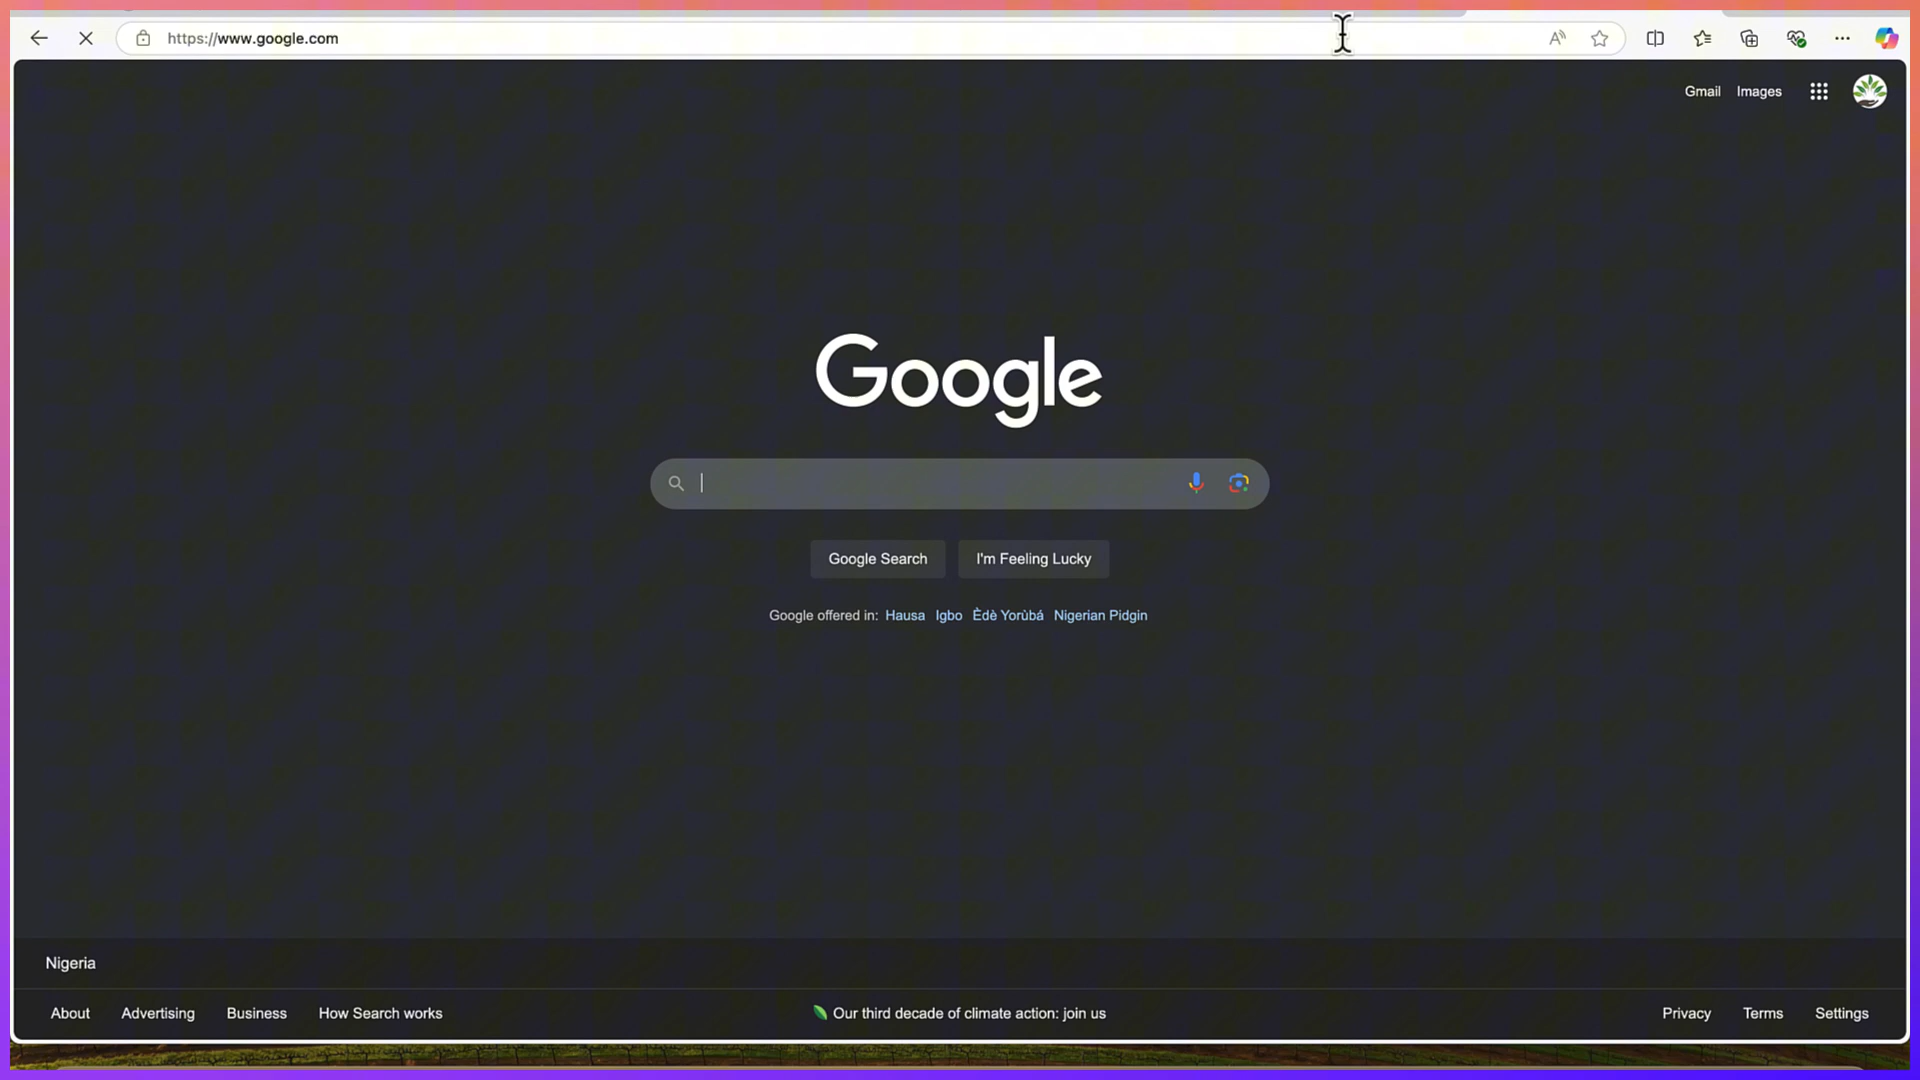 https://www.google.com
Gmail Images
Google
Google Search I'm Feeling Lucky
Google offered in: Hausa Igbo Èdè Yorùbá Nigerian Pidgin
Nigeria
About Advertising Business How Search works Our third decade of climate action: join us Privacy Terms Settings